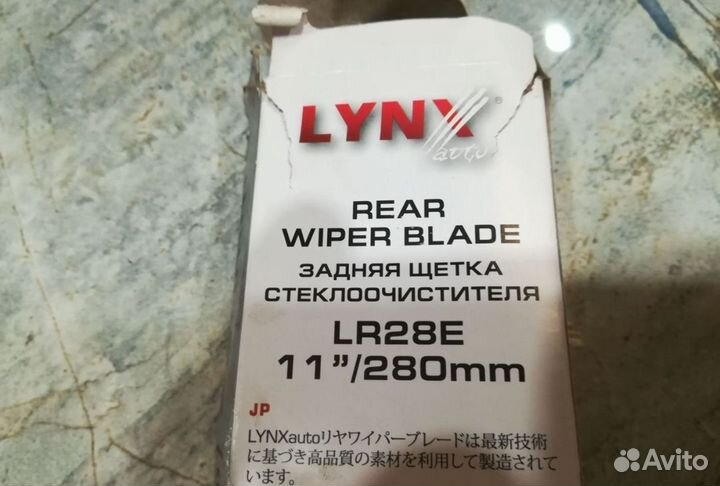 LYNX®
auto
REAR
WIPER BLADE
ЗАДНЯЯ ЩЕТКА
СТЕКЛООЧИСТИТЕЛЯ
LR28E
11”/280mm
JP
LYNXautoリヤワイパーブレードは最新技術
に基づき高品質の素材を利用して製造されて
います。
Avito